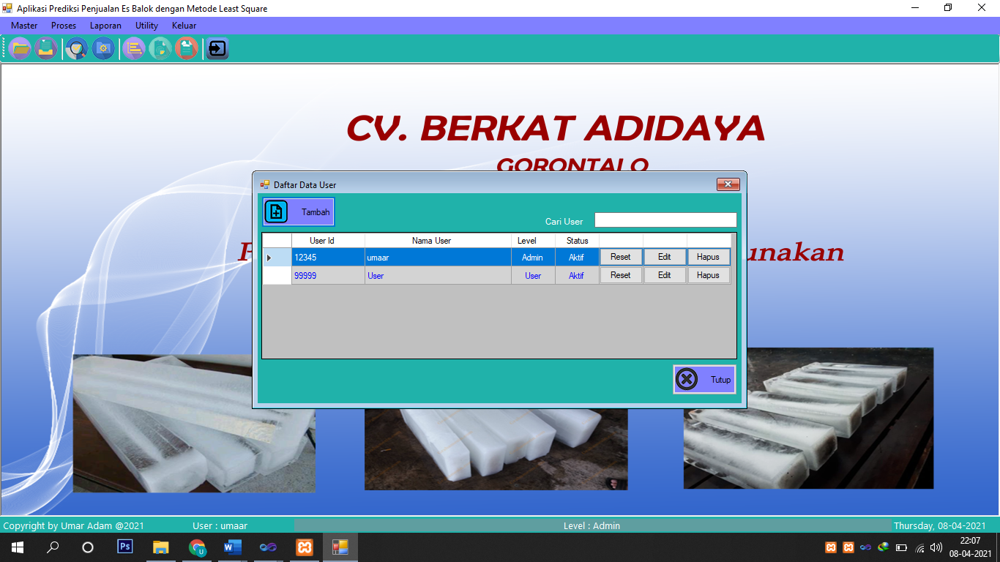 Aplikasi Prediksi Penjualan Es Balok dengan Metode Least Square
Master Proses Laporan Utility Keluar
CV. BERKAT ADIDAYA
GORONTALO
Daftar Data User
Tambah
Cari User
User Id Nama User Level Status
12345 umaar Admin Aktif Reset Edit Hapus
99999 User User Aktif Reset Edit Hapus
Tutup
Copyright by Umar Adam @2021 User : umaar Level : Admin Thursday, 08-04-2021
Ps
22:07
08-04-2021